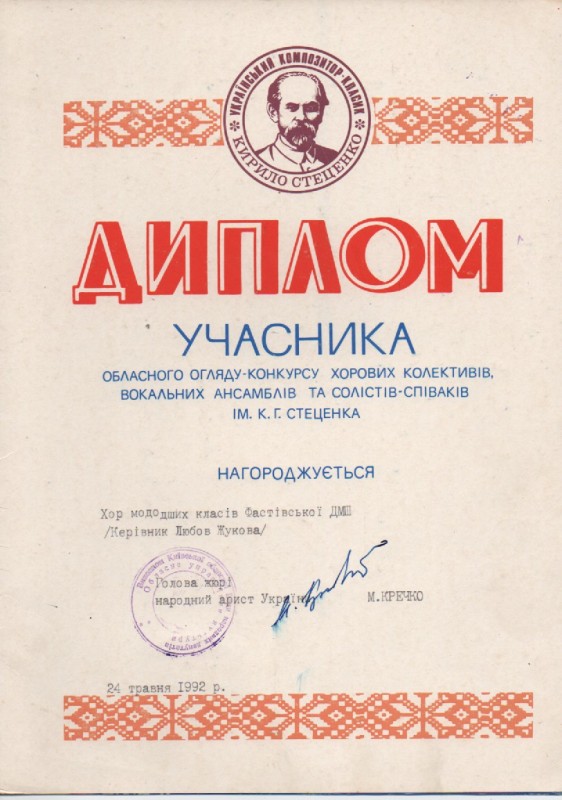 УКРАЇНСЬКИЙ КОМПОЗИТОР-КЛАСИК
КИРИЛО СТЕЦЕНКО
ДИПЛОМ
УЧАСНИКА
ОБЛАСНОГО ОГЛЯДУ-КОНКУРСУ ХОРОВИХ КОЛЕКТИВІВ,
ВОКАЛЬНИХ АНСАМБЛІВ ТА СОЛІСТІВ-СПІВАКІВ
ІМ. К. Г. СТЕЦЕНКА
НАГОРОДЖУЄТЬСЯ
Хор мододших класів Фастівської ДМШ
/Керівник Любов Жукова/
Голова жюрі
народний арист України М.КРЕЧКО
24 травня 1992 р.